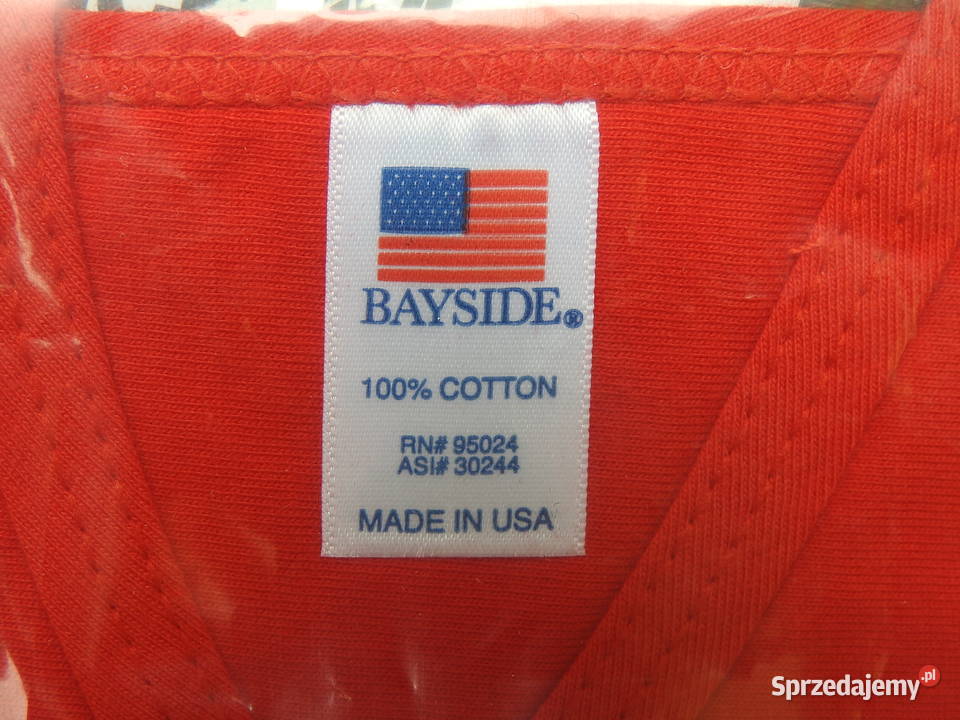 BAYSIDE®
100% COTTON
RN# 95024
ASI# 30244
MADE IN USA
Sprzedajemy.pl